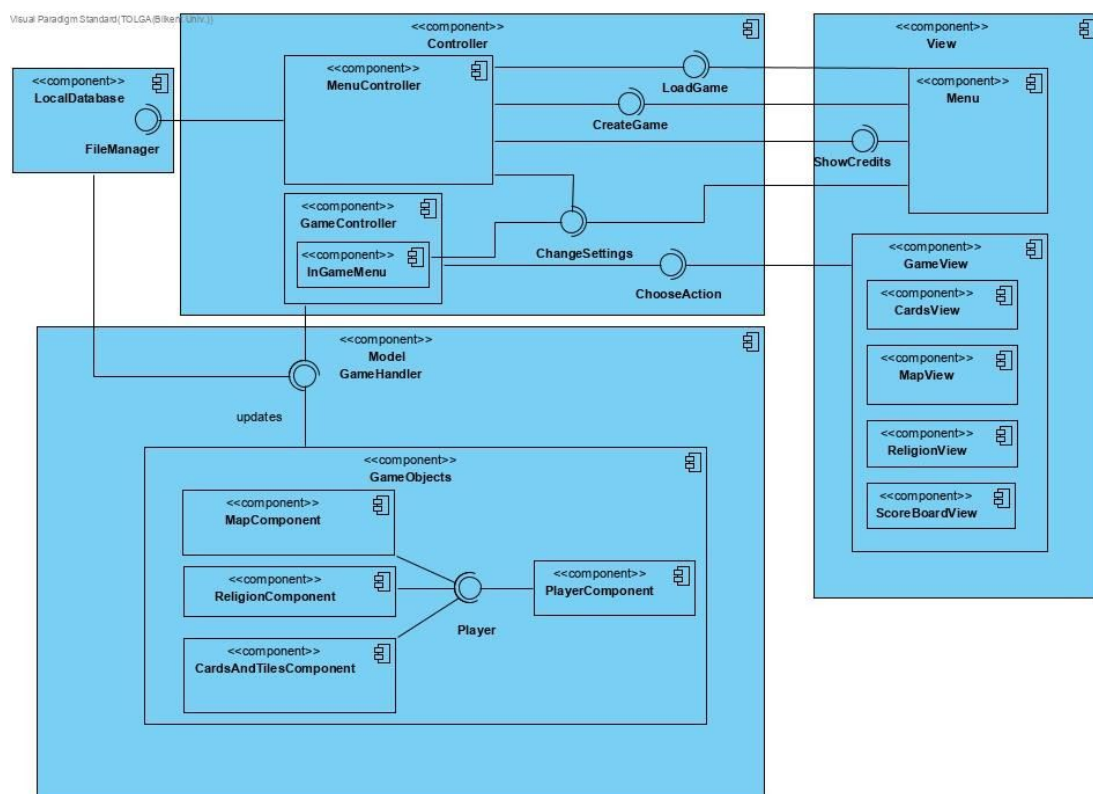 Visual Paradigm Standard(TOLGA(Bilkent Univ.))
<<component>>
Controller
<<component>>
View
<<component>>
LocalDatabase
FileManager
<<component>>
MenuController
LoadGame
CreateGame
ShowCredits
<<component>>
Menu
<<component>>
GameController
<<component>>
InGameMenu
ChangeSettings
ChooseAction
<<component>>
GameView
<<component>>
CardsView
<<component>>
MapView
<<component>>
ReligionView
<<component>>
ScoreBoardView
<<component>>
Model
GameHandler
updates
<<component>>
GameObjects
<<component>>
MapComponent
<<component>>
ReligionComponent
<<component>>
CardsAndTilesComponent
Player
<<component>>
PlayerComponent